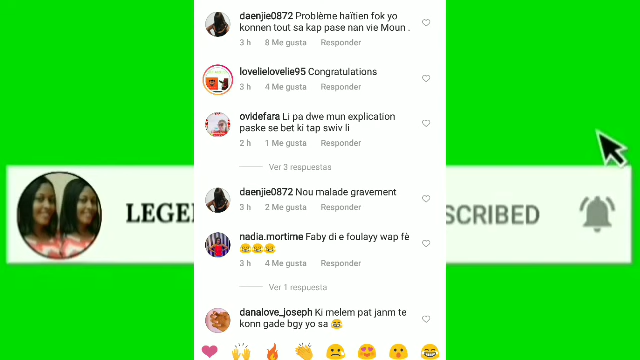 daenjie0872 Problème haïtien fok yo
konnen tout sa kap pase nan vie Moun .
3 h 8 Me gusta Responder
lovelielovelie95 Congratulations
3 h 4 Me gusta Responder
ovidefara Li pa dwe mun explication
paske se bet ki tap swiv li
2 h 1 Me gusta Responder
Ver 3 respuestas
daenjie0872 Nou malade gravement
3 h 2 Me gusta Responder
LEGEN
SCRIBED
nadia.mortime Faby di e foulayy wap fè
3 h 4 Me gusta Responder
Ver 1 respuesta
danalove_joseph Ki melem pat janm te
konn gade bgy yo sa